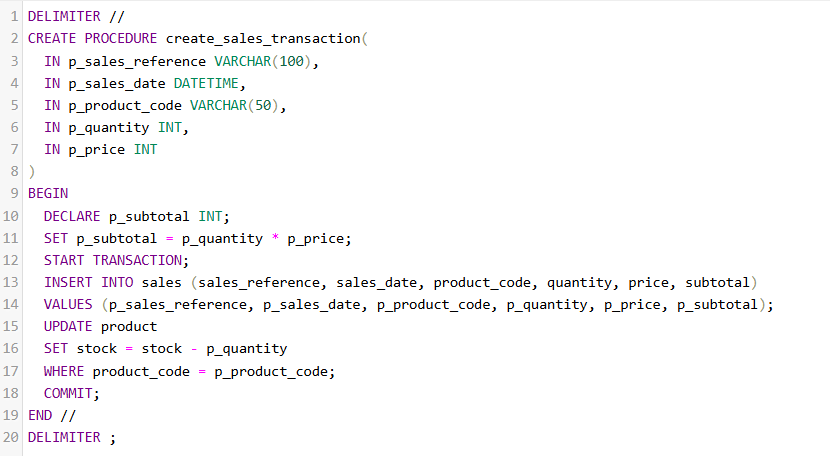 1 DELIMITER //
2 CREATE PROCEDURE create_sales_transaction(
3   IN p_sales_reference VARCHAR(100),
4   IN p_sales_date DATETIME,
5   IN p_product_code VARCHAR(50),
6   IN p_quantity INT,
7   IN p_price INT
8 )
9 BEGIN
10   DECLARE p_subtotal INT;
11   SET p_subtotal = p_quantity * p_price;
12   START TRANSACTION;
13   INSERT INTO sales (sales_reference, sales_date, product_code, quantity, price, subtotal)
14   VALUES (p_sales_reference, p_sales_date, p_product_code, p_quantity, p_price, p_subtotal);
15   UPDATE product
16   SET stock = stock - p_quantity
17   WHERE product_code = p_product_code;
18   COMMIT;
19 END //
20 DELIMITER ;